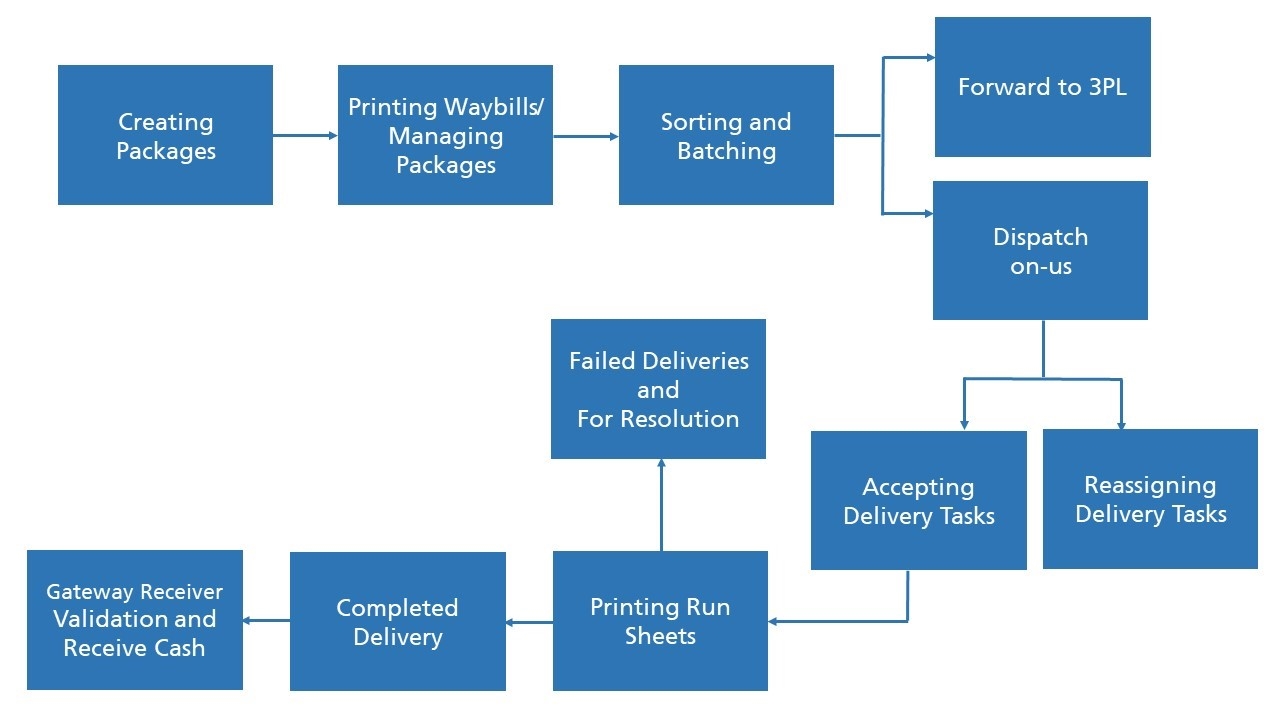 Creating
Packages
Printing Waybills/
Managing
Packages
Sorting and
Batching
Forward to 3PL
Dispatch
on-us
Failed Deliveries
and
For Resolution
Accepting
Delivery Tasks
Reassigning
Delivery Tasks
Gateway Receiver
Validation and
Receive Cash
Completed
Delivery
Printing Run
Sheets